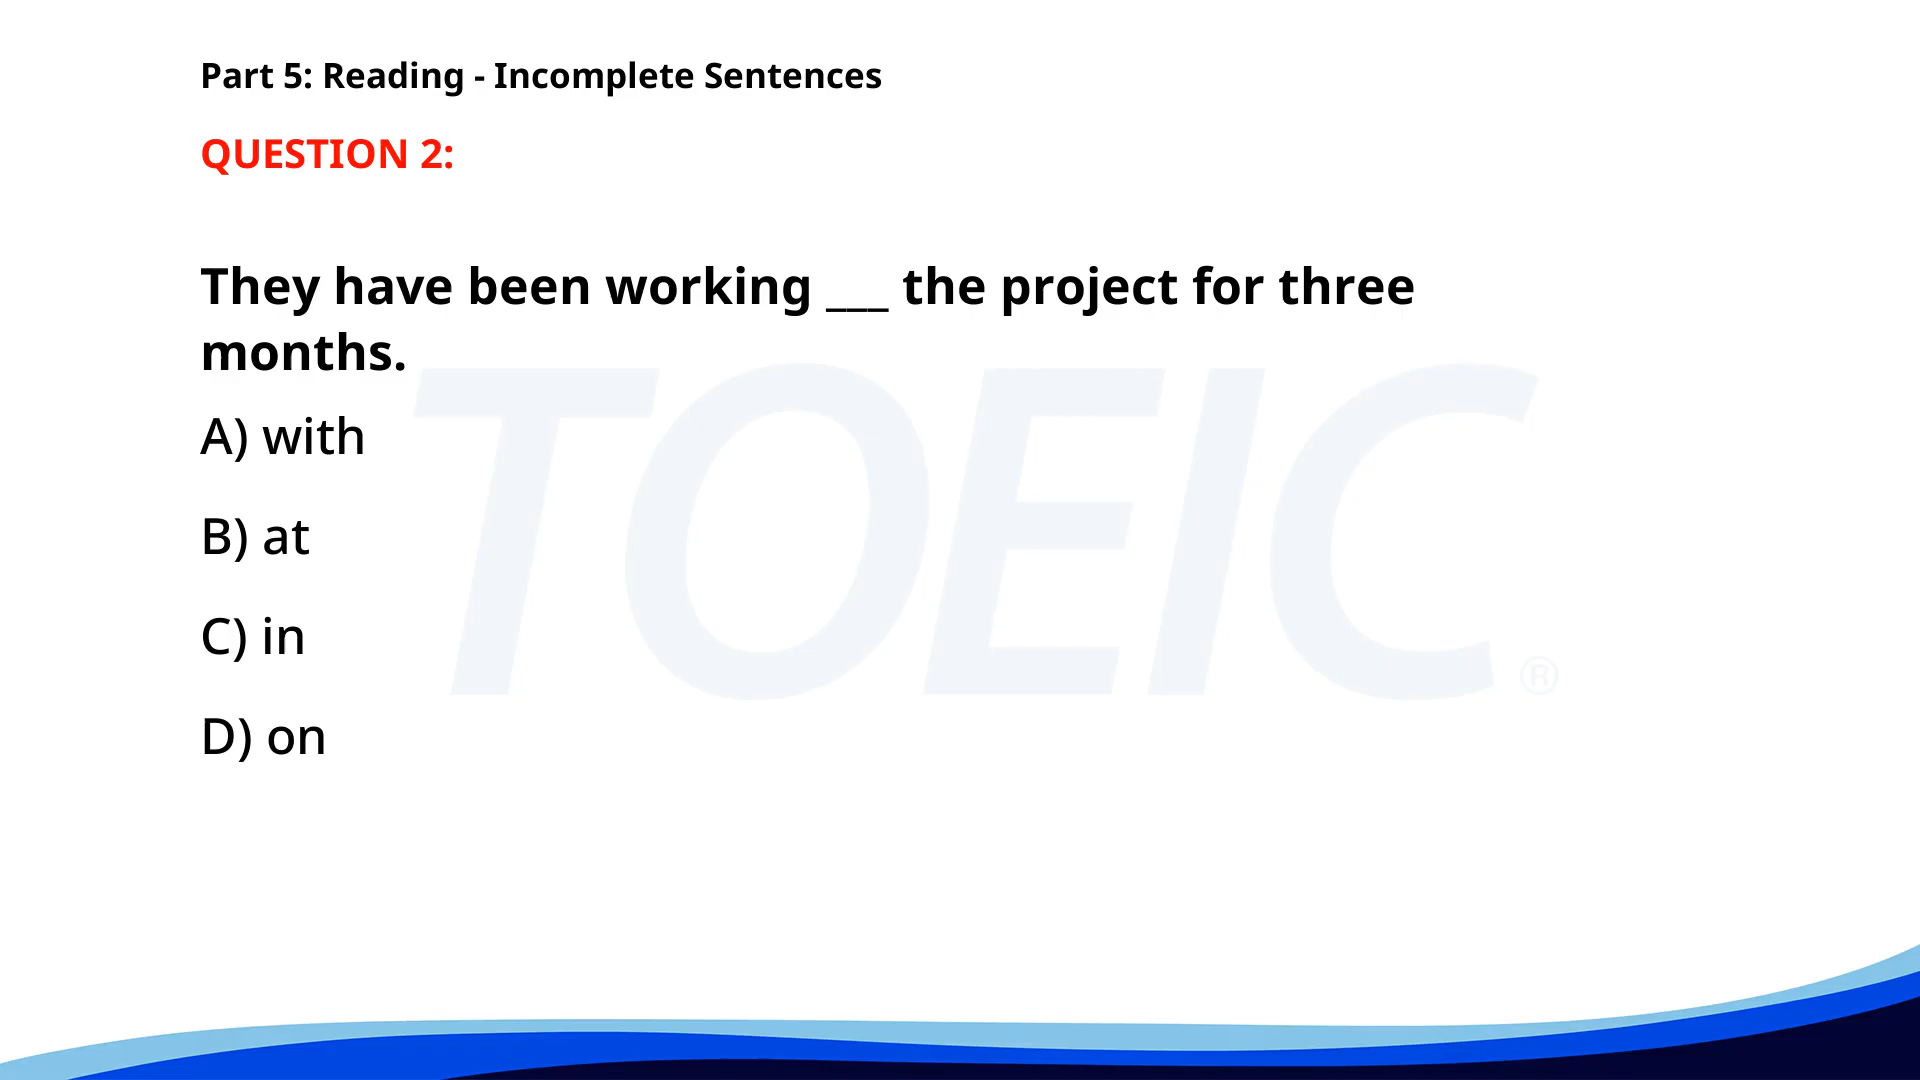 Part 5: Reading - Incomplete Sentences
QUESTION 2:
They have been working ___ the project for three
months.
TOEIC ®
A) with
B) at
C) in
D) on